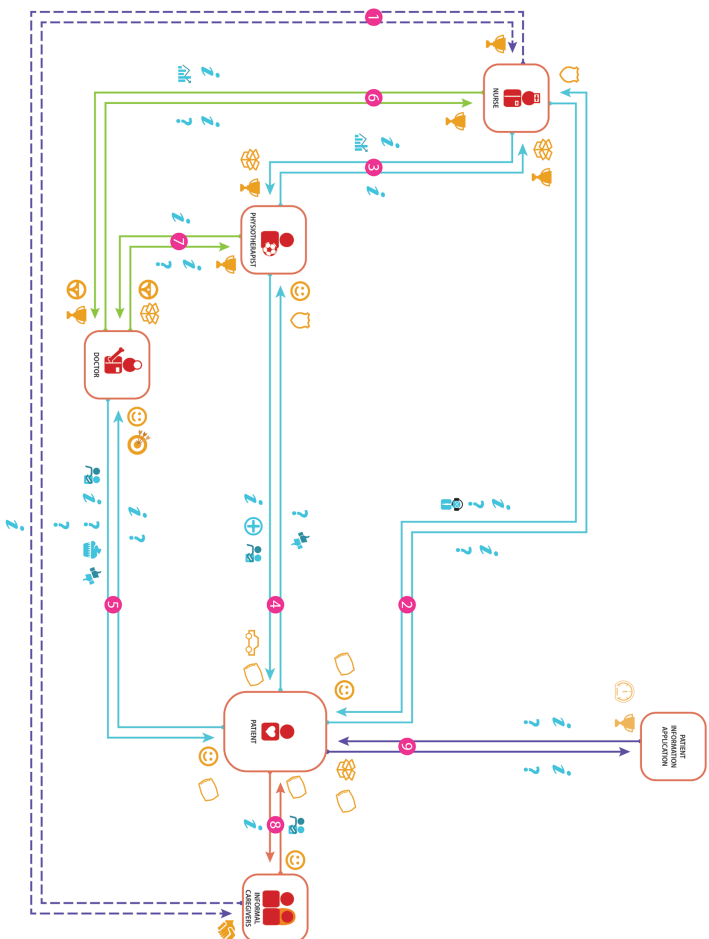 1
NURSE
6
3
PHYSIOTHERAPIST
7
DOCTOR
5
4
2
PATIENT
9
PATIENT
INFORMATION
APPLICATION
8
INFORMAL
CAREGIVERS